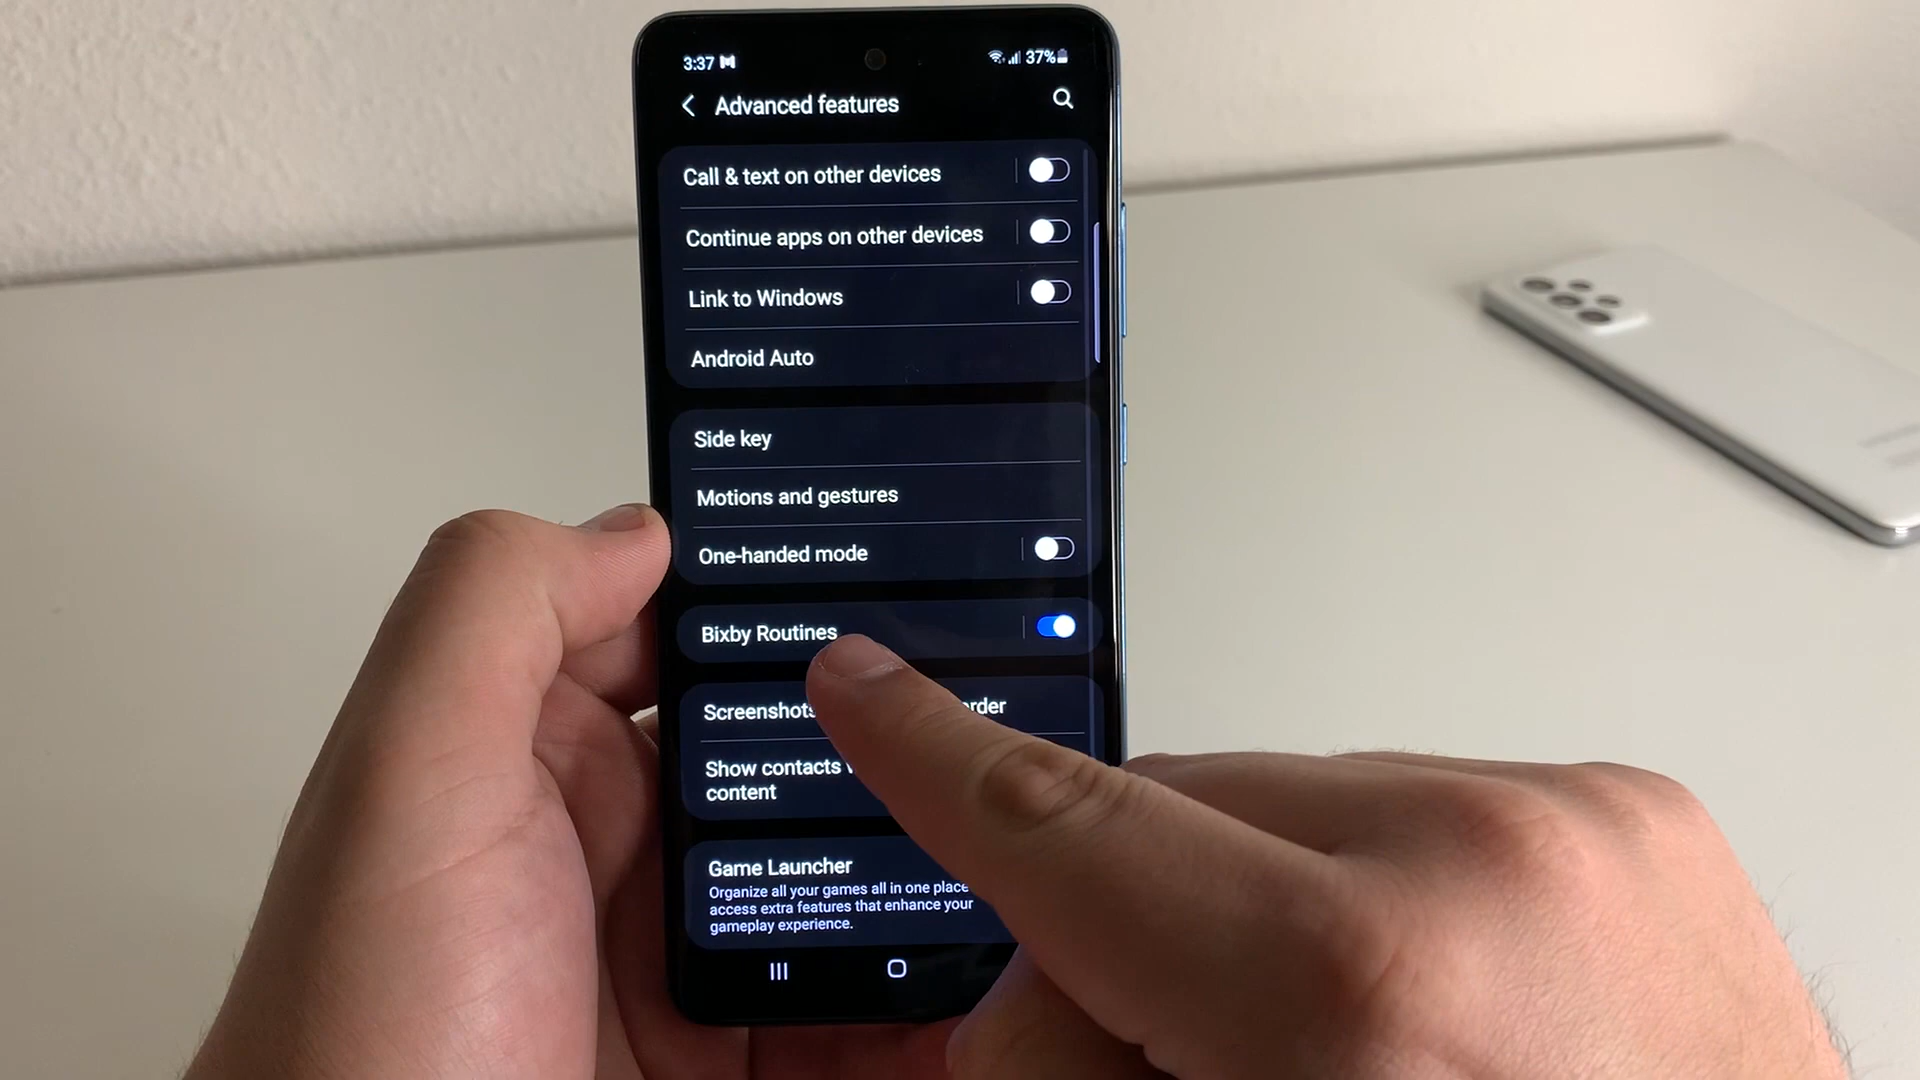 3:37 37%
Advanced features
Call & text on other devices
Continue apps on other devices
Link to Windows
Android Auto
Side key
Motions and gestures
One-handed mode
Bixby Routines
Screenshots
Show contacts
content
Game Launcher
Organize all your games all in one place
access extra features that enhance your
gameplay experience.